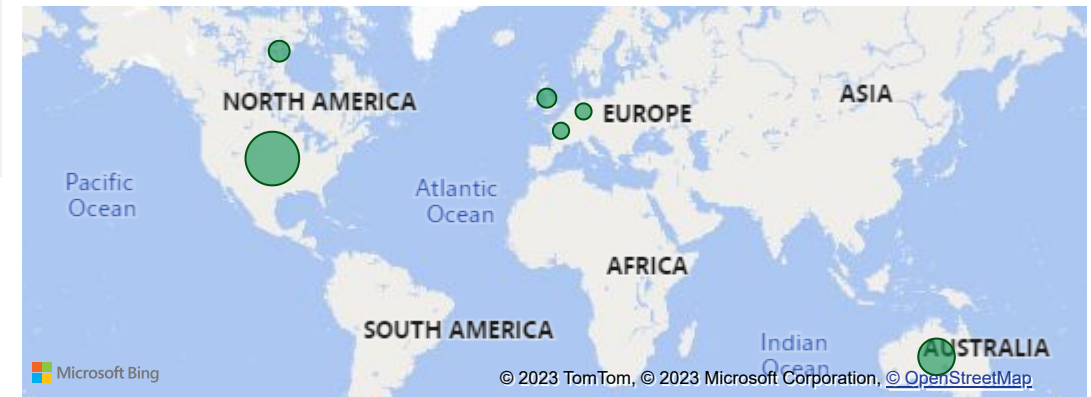 NORTH AMERICA
EUROPE
ASIA
Pacific
Ocean
Atlantic
Ocean
AFRICA
SOUTH AMERICA
Indian
Ocean
AUSTRALIA
Microsoft Bing
© 2023 TomTom, © 2023 Microsoft Corporation, © OpenStreetMap